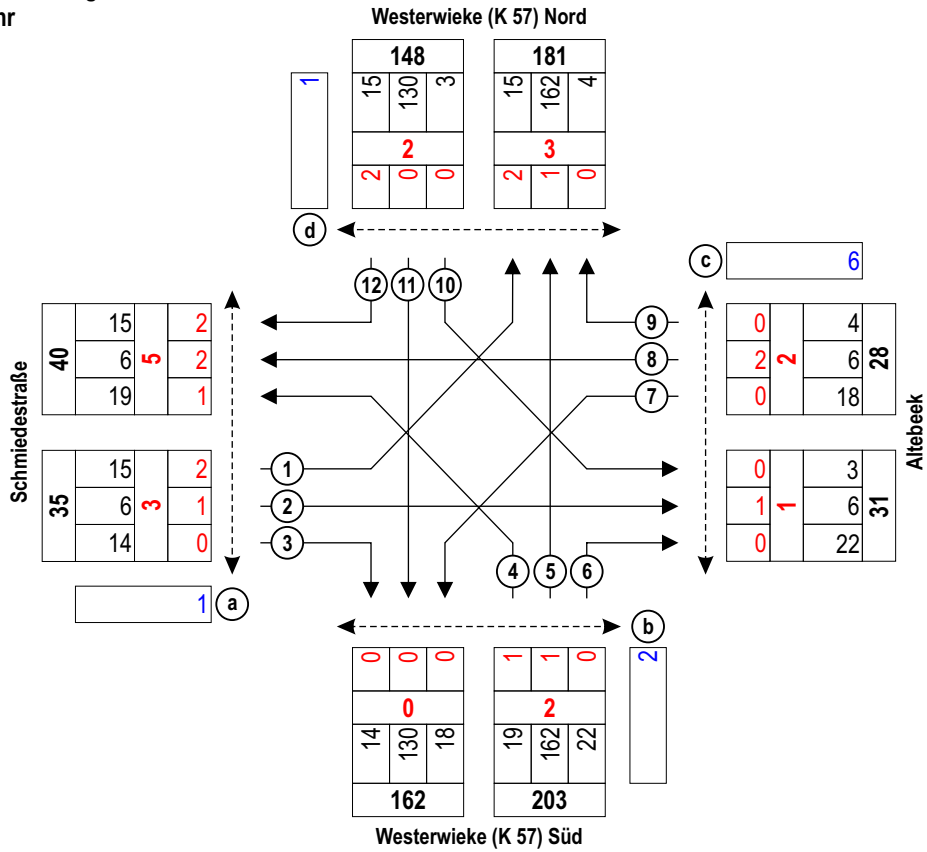 hr
Westerwieke (K 57) Nord
148 181
1 15 130 3 15 162 4
2 3
2 0 0 2 1 0
d
c 6
12 11 10
15 2 9 0 4
40 6 5 2 8 2 2 6 28
19 1 7 0 18
Schmiedestraße
Altebeek
15 2 1 0 3
35 6 3 1 2 1 1 6 31
14 0 3 0 22
4 5 6
1 a
b
0 0 0 1 1 0 2
0 2
14 130 18 19 162 22
162 203
Westerwieke (K 57) Süd